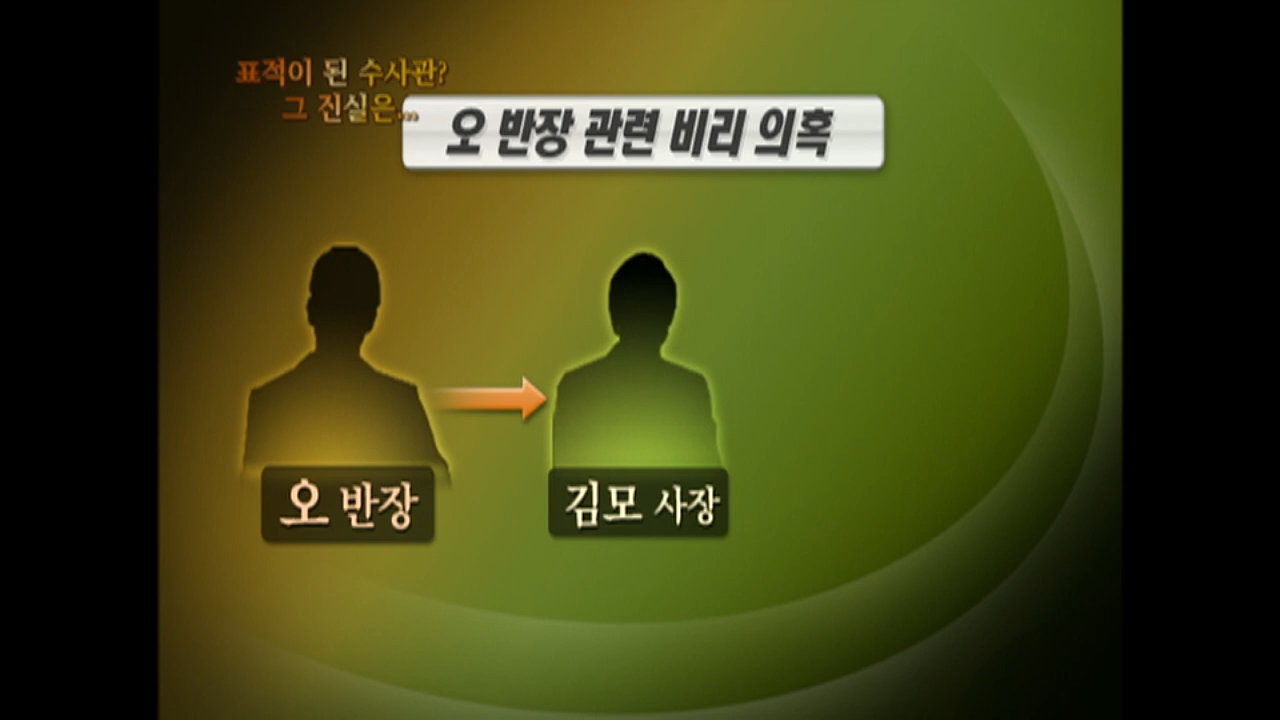 표적이 된 수사관?
그 진실은...
오 반장 관련 비리 의혹
오 반장
김모 사장